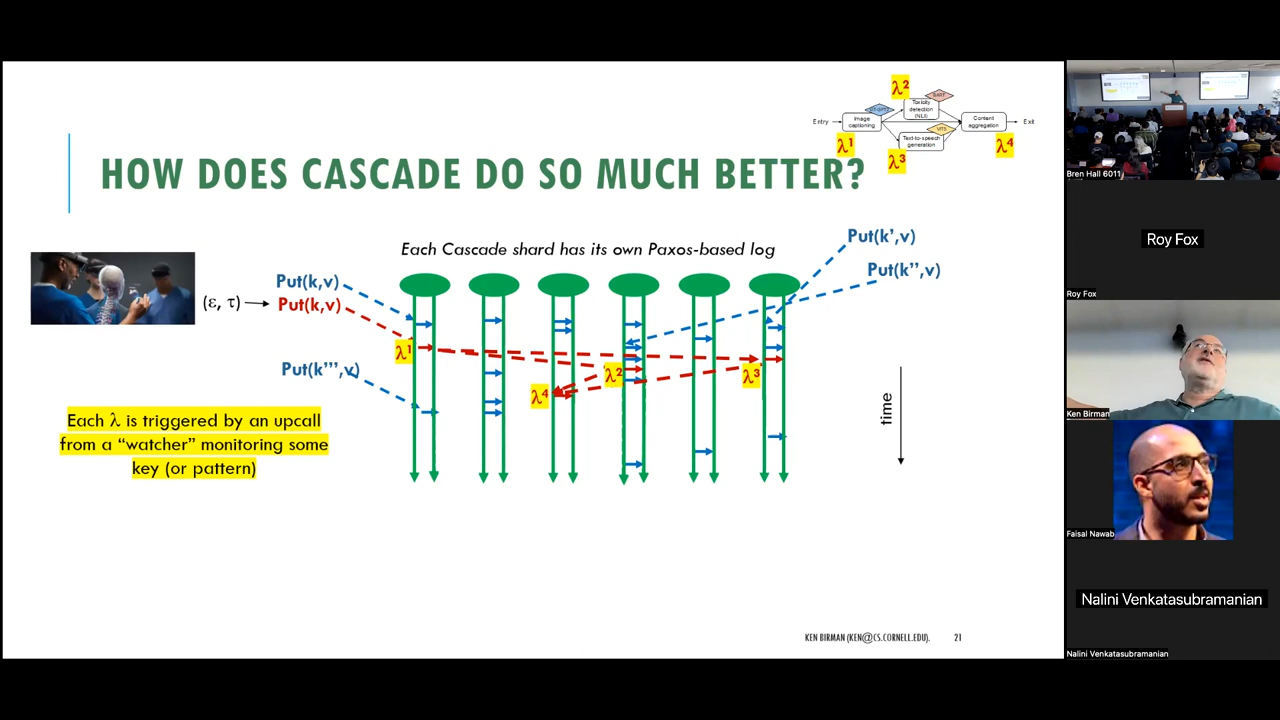 HOW DOES CASCADE DO SO MUCH BETTER?
Entry
Image
captioning
λ1
λ2
Toxicity
detection
(NLI)
BART
Text-to-speech
generation
VITS
λ3
Content
aggregation
λ4
Exit
Each Cascade shard has its own Paxos-based log
Put(k,v)
(ε, τ)
Put(k,v)
Put(k''',v)
Put(k',v)
Put(k'',v)
λ1
λ2
λ3
λ4
time
Each λ is triggered by an upcall
from a “watcher” monitoring some
key (or pattern)
KEN BIRMAN (KEN@CS.CORNELL.EDU).
21
Bren Hall 6011
Roy Fox
Roy Fox
Ken Birman
Faisal Nawab
Nalini Venkatasubramanian
Nalini Venkatasubramanian